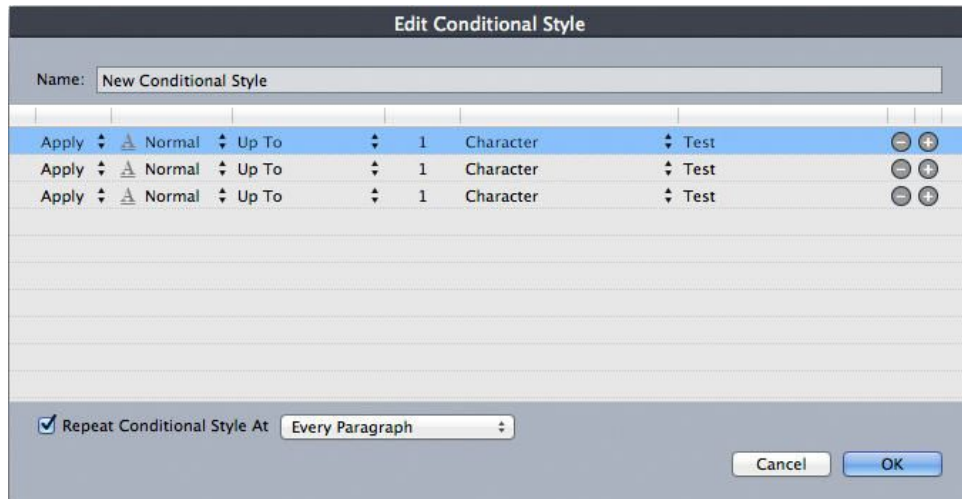 Edit Conditional Style
Name: New Conditional Style
Apply A Normal Up To 1 Character Test
Apply A Normal Up To 1 Character Test
Apply A Normal Up To 1 Character Test
Repeat Conditional Style At Every Paragraph
Cancel OK